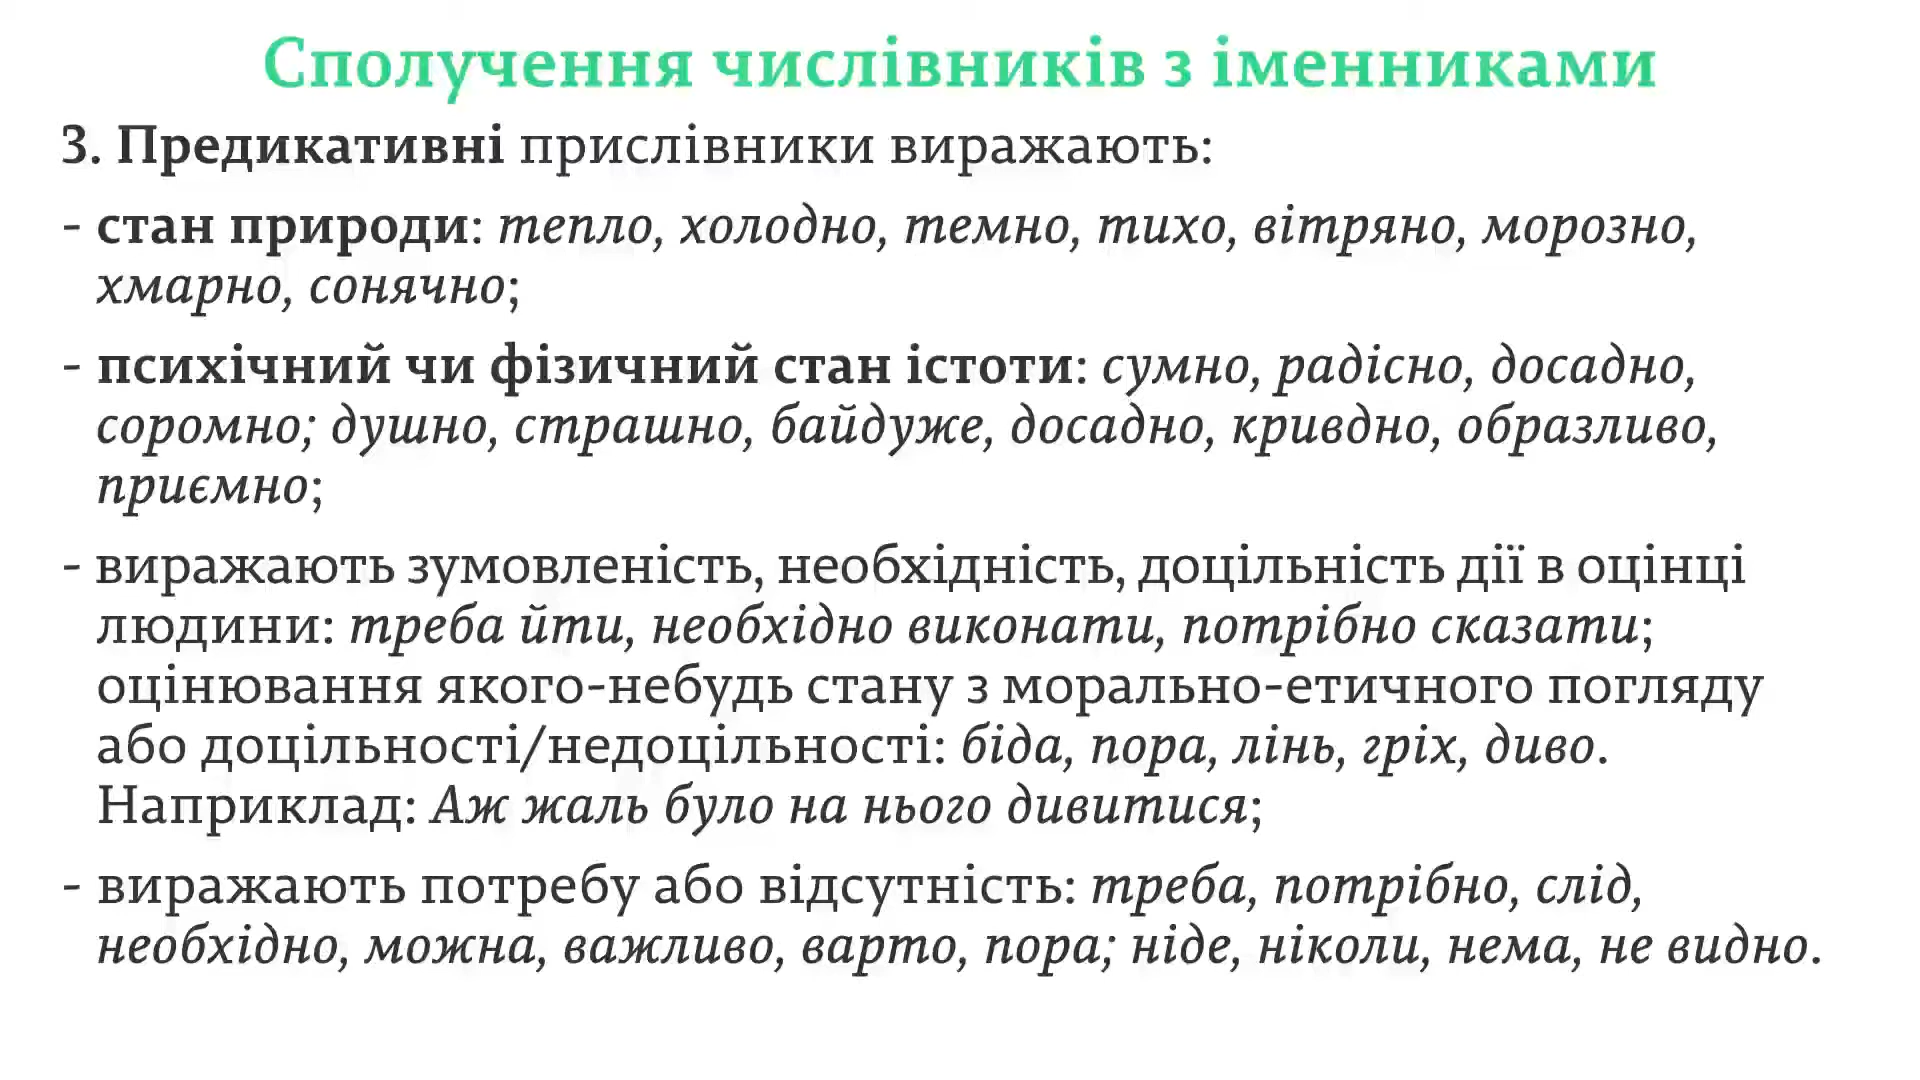 Сполучення числівників з іменниками
3. Предикативні прислівники виражають:
- стан природи: тепло, холодно, темно, тихо, вітряно, морозно,
хмарно, сонячно;
- психічний чи фізичний стан істоти: сумно, радісно, досадно,
соромно; душно, страшно, байдуже, досадно, кривдно, образливо,
приємно;
- виражають зумовленість, необхідність, доцільність дії в оцінці
людини: треба йти, необхідно виконати, потрібно сказати;
оцінювання якого-небудь стану з морально-етичного погляду
або доцільності/недоцільності: біда, пора, лінь, гріх, диво.
Наприклад: Аж жаль було на нього дивитися;
- виражають потребу або відсутність: треба, потрібно, слід,
необхідно, можна, важливо, варто, пора; ніде, ніколи, нема, не видно.